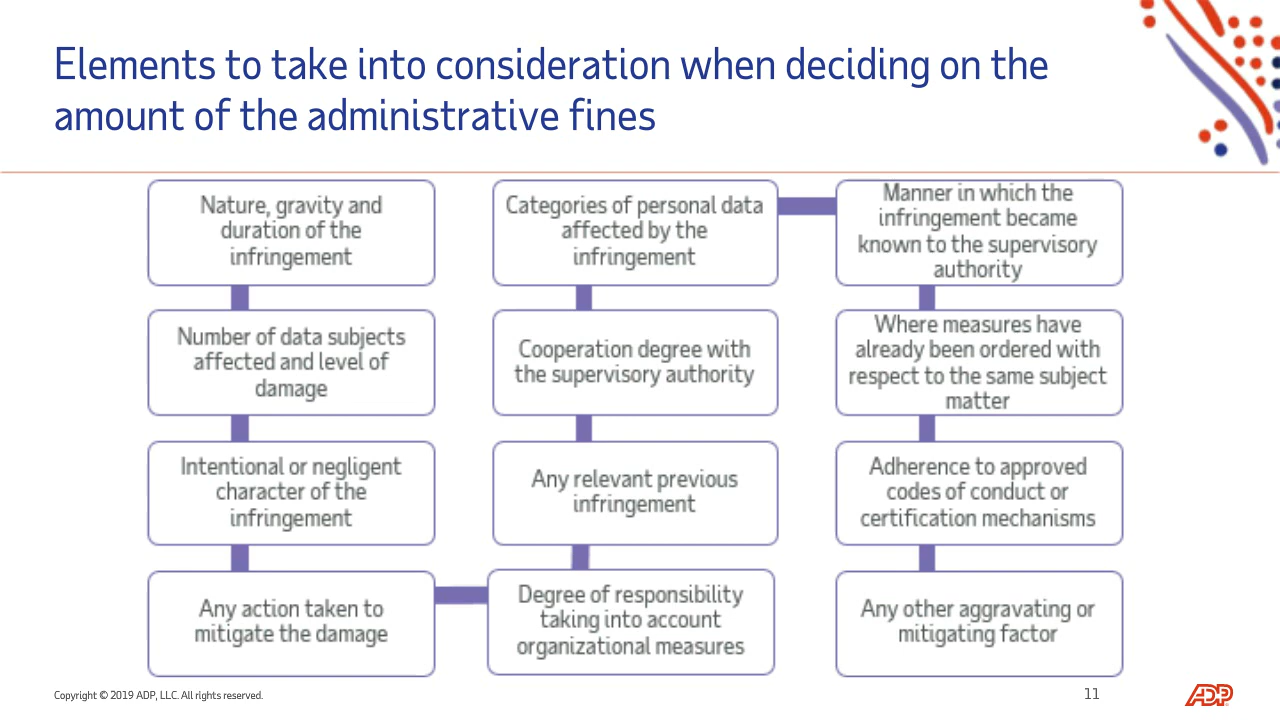 Elements to take into consideration when deciding on the
amount of the administrative fines
Nature, gravity and
duration of the
infringement
Number of data subjects
affected and level of
damage
Intentional or negligent
character of the
infringement
Any action taken to
mitigate the damage
Degree of responsibility
taking into account
organizational measures
Any relevant previous
infringement
Cooperation degree with
the supervisory authority
Categories of personal data
affected by the
infringement
Manner in which the
infringement became
known to the supervisory
authority
Where measures have
already been ordered with
respect to the same subject
matter
Adherence to approved
codes of conduct or
certification mechanisms
Any other aggravating or
mitigating factor
Copyright © 2019 ADP, LLC. All rights reserved.
11
ADP